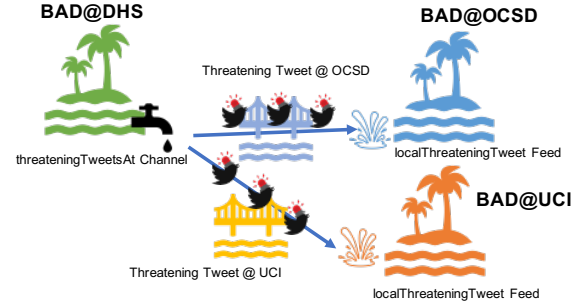 BAD@DHS
BAD@OCSD
Threatening Tweet @ OCSD
threateningTweetsAt Channel
localThreateningTweet Feed
BAD@UCI
Threatening Tweet @ UCI
localThreateningTweet Feed